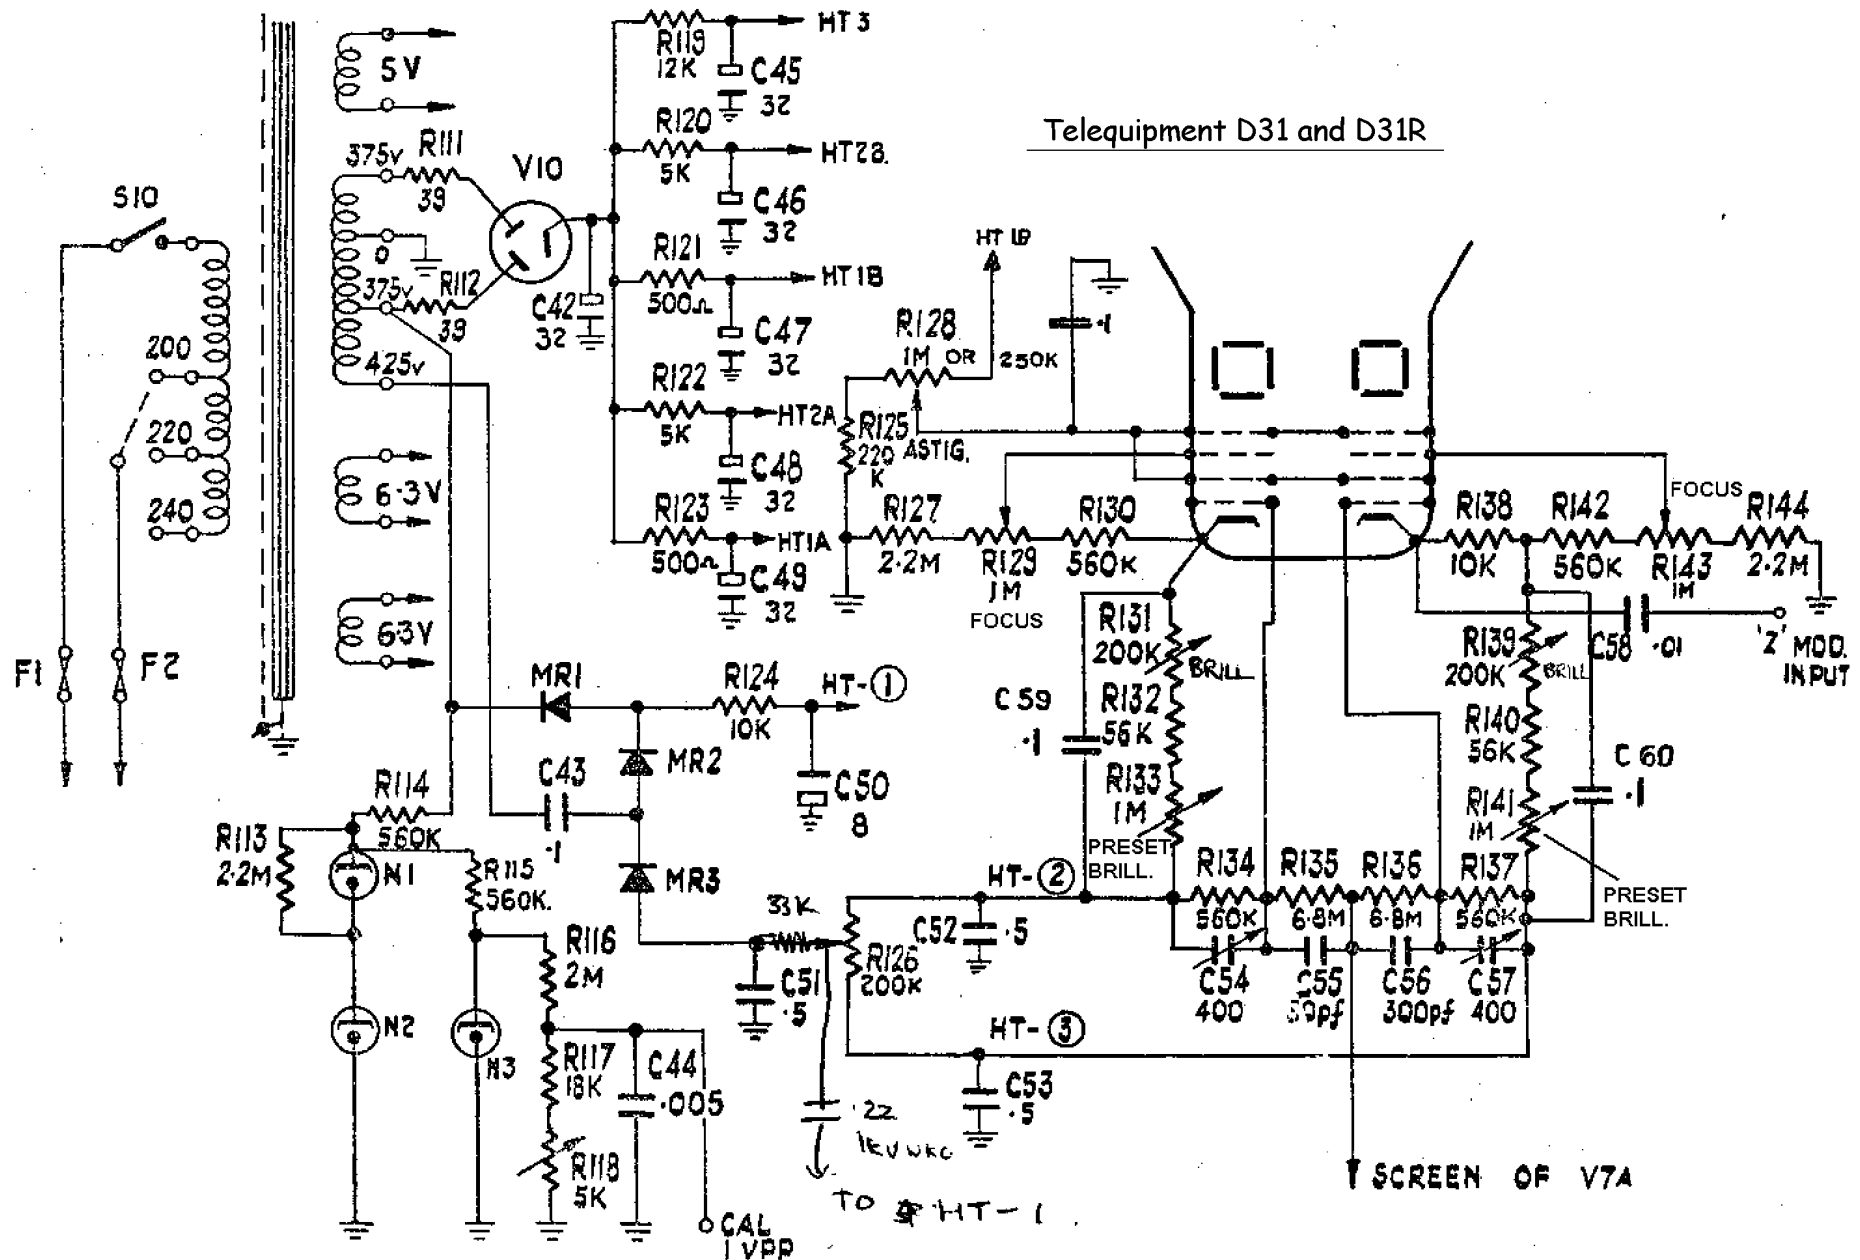 Telequipment D31 and D31R
5V
375v
R111
39
V10
0
375v
R112
39
425v
6·3V
6·3V
S10
200
220
240
F1
F2
C42
32
R119
12K
HT3
C45
32
R120
5K
HT2B.
C46
32
R121
500Ω
HT1B
C47
32
R122
5K
HT2A
C48
32
R123
500Ω
HT1A
C49
32
HT1B
R128
1M OR 250K
·1
R125
220
K
ASTIG.
R127
2·2M
R129
1M
FOCUS
R130
560K
R138
10K
R142
560K
FOCUS
R143
1M
R144
2·2M
C58 ·01
'Z' MOD.
INPUT
R131
200K
BRILL
R132
56K
R133
1M
PRESET
BRILL.
C59
·1
R139
200K
BRILL
R140
56K
R141
1M
C60
·1
PRESET
BRILL.
MR1
R124
10K
HT-①
MR2
C43
·1
C50
8
MR3
R114
560K
R113
2·2M
N1
R115
560K.
N2
N3
R116
2M
R117
18K
R118
5K
C44
·005
CAL
1VPP
33K
C51
·5
R126
200K
HT-②
C52 ·5
HT-③
C53
·5
R134
560K
R135
6·8M
R136
6·8M
R137
560K
C54
400
C55
C56
300pf
C57
400
·22
1KV WKG
TO HT-1
SCREEN OF V7A